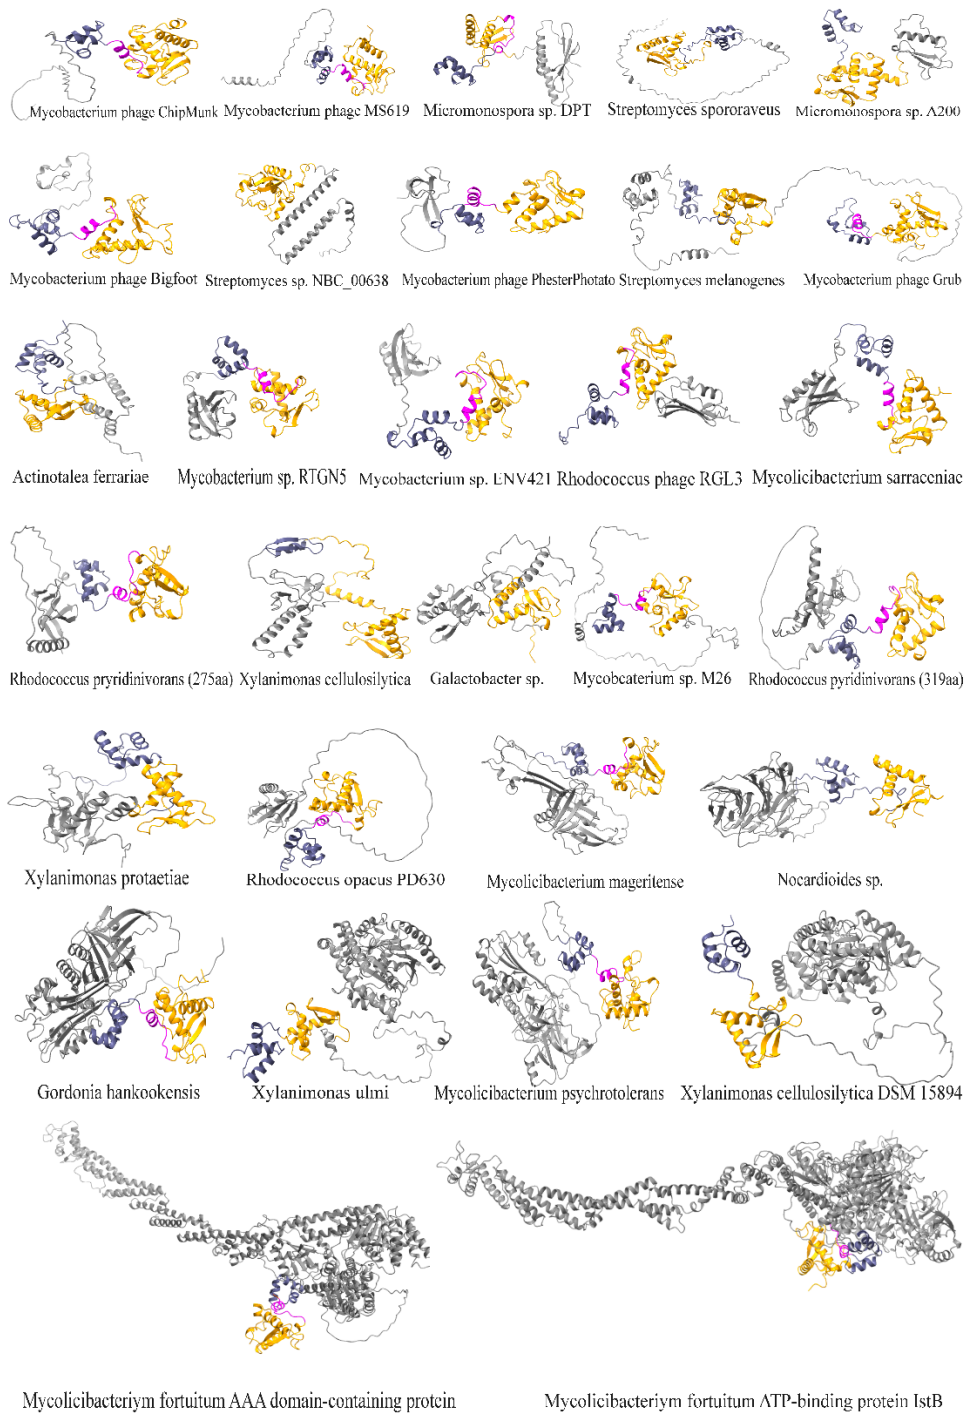 Mycobacterium phage ChipMunk
Mycobacterium phage MS619
Micromonospora sp. DPT
Streptomyces spororaveus
Micromonospora sp. A200
Mycobacterium phage Bigfoot
Streptomyces sp. NBC_00638
Mycobacterium phage PhesterPhotato
Streptomyces melanogenes
Mycobacterium phage Grub
Actinotalea ferrariae
Mycobacterium sp. RTGN5
Mycobacterium sp. ENV421
Rhodococcus phage RGL3
Mycolicibacterium sarraceniae
Rhodococcus pryridinivorans (275aa)
Xylanimonas cellulosilytica
Galactobacter sp.
Mycobcaterium sp. M26
Rhodococcus pyridinivorans (319aa)
Xylanimonas protaetiae
Rhodococcus opacus PD630
Mycolicibacterium mageritense
Nocardioides sp.
Gordonia hankookensis
Xylanimonas ulmi
Mycolicibacterium psychrotolerans
Xylanimonas cellulosilytica DSM 15894
Mycolicibacteriym fortuitum AAA domain-containing protein
Mycolicibacteriym fortuitum ATP-binding protein IstB